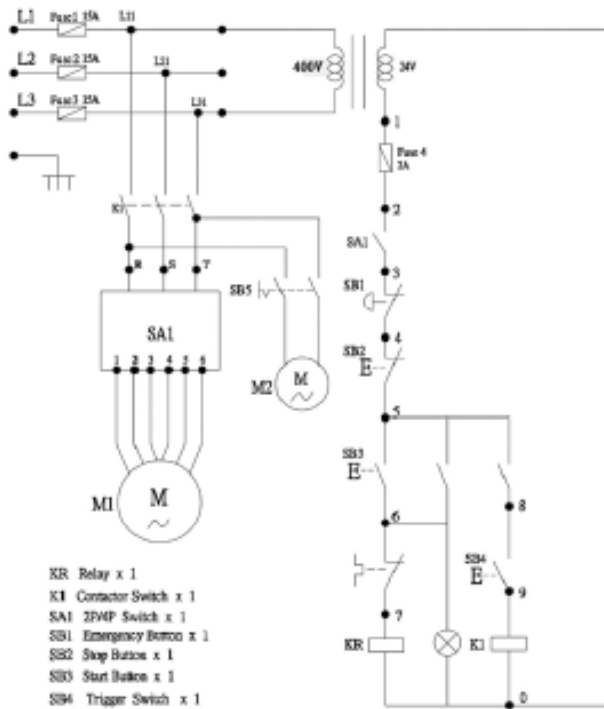 L1 Fuse1 15A L11
L2 Fuse2 15A L21
L3 Fuse3 15A L31
400V
24V
1
Fuse 4
2A
2
K1
SA1
3
R S T
SB5
SB1
SA1
4
SB2
1 2 3 4 5 6
M
M2
5
SB3
M
M1
6
8
SB4
9
7
KR
K1
0
KR Relay x 1
K1 Contactor Switch x 1
SA1 2P/4P Switch x 1
SB1 Emergency Button x 1
SB2 Stop Button x 1
SB3 Start Button x 1
SB4 Trigger Switch x 1